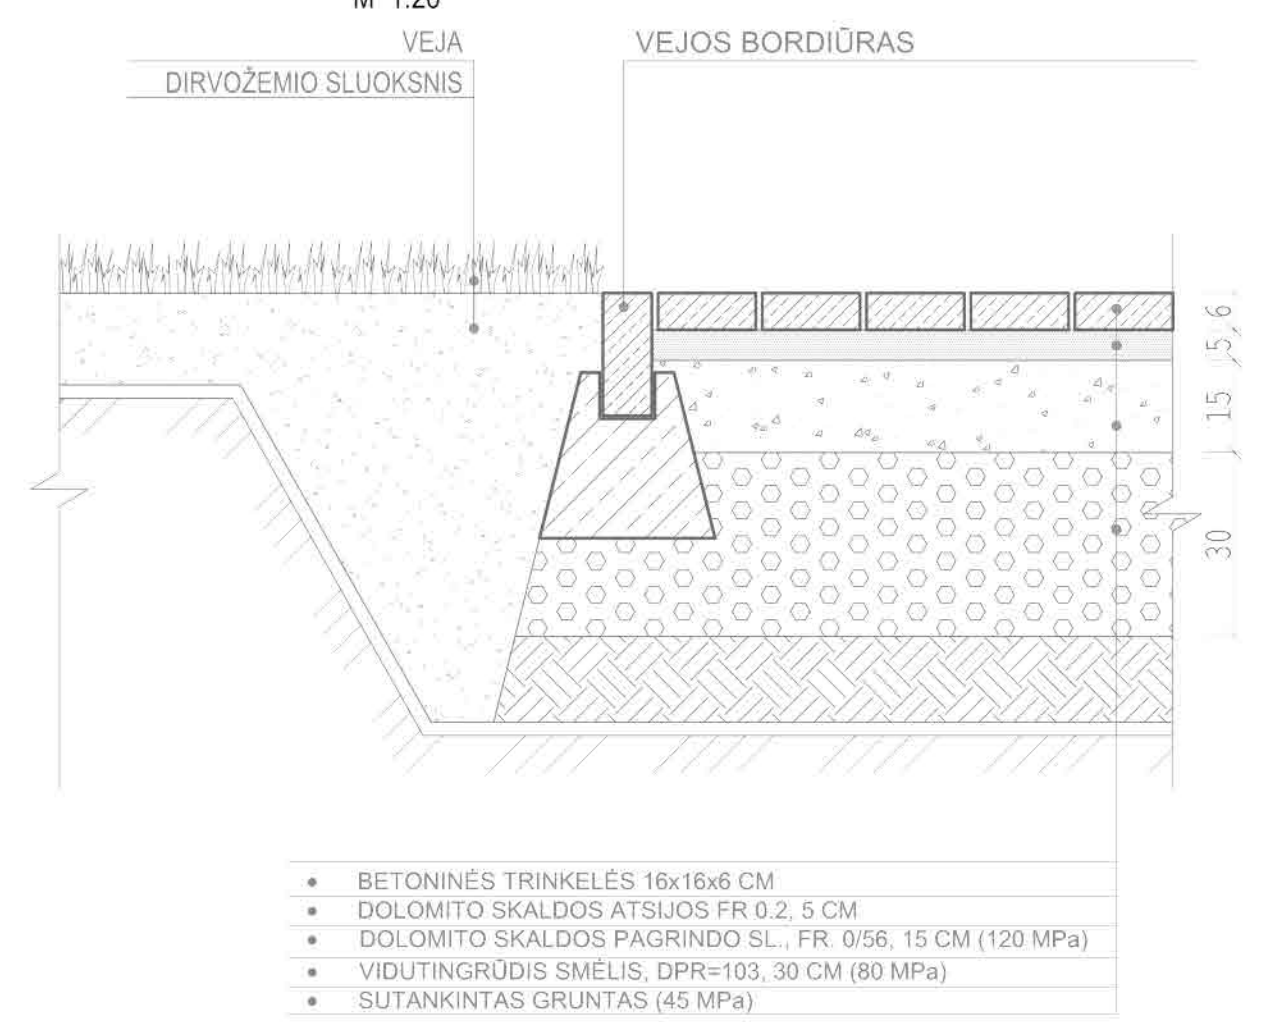 M 1:20
VEJA
VEJOS BORDIŪRAS
DIRVOŽEMIO SLUOKSNIS
6
5
15
30
BETONINĖS TRINKELĖS 16x16x6 CM
DOLOMITO SKALDOS ATSIJOS FR 0.2, 5 CM
DOLOMITO SKALDOS PAGRINDO SL., FR. 0/56, 15 CM (120 MPa)
VIDUTINGRŪDIS SMĖLIS, DPR=103, 30 CM (80 MPa)
SUTANKINTAS GRUNTAS (45 MPa)